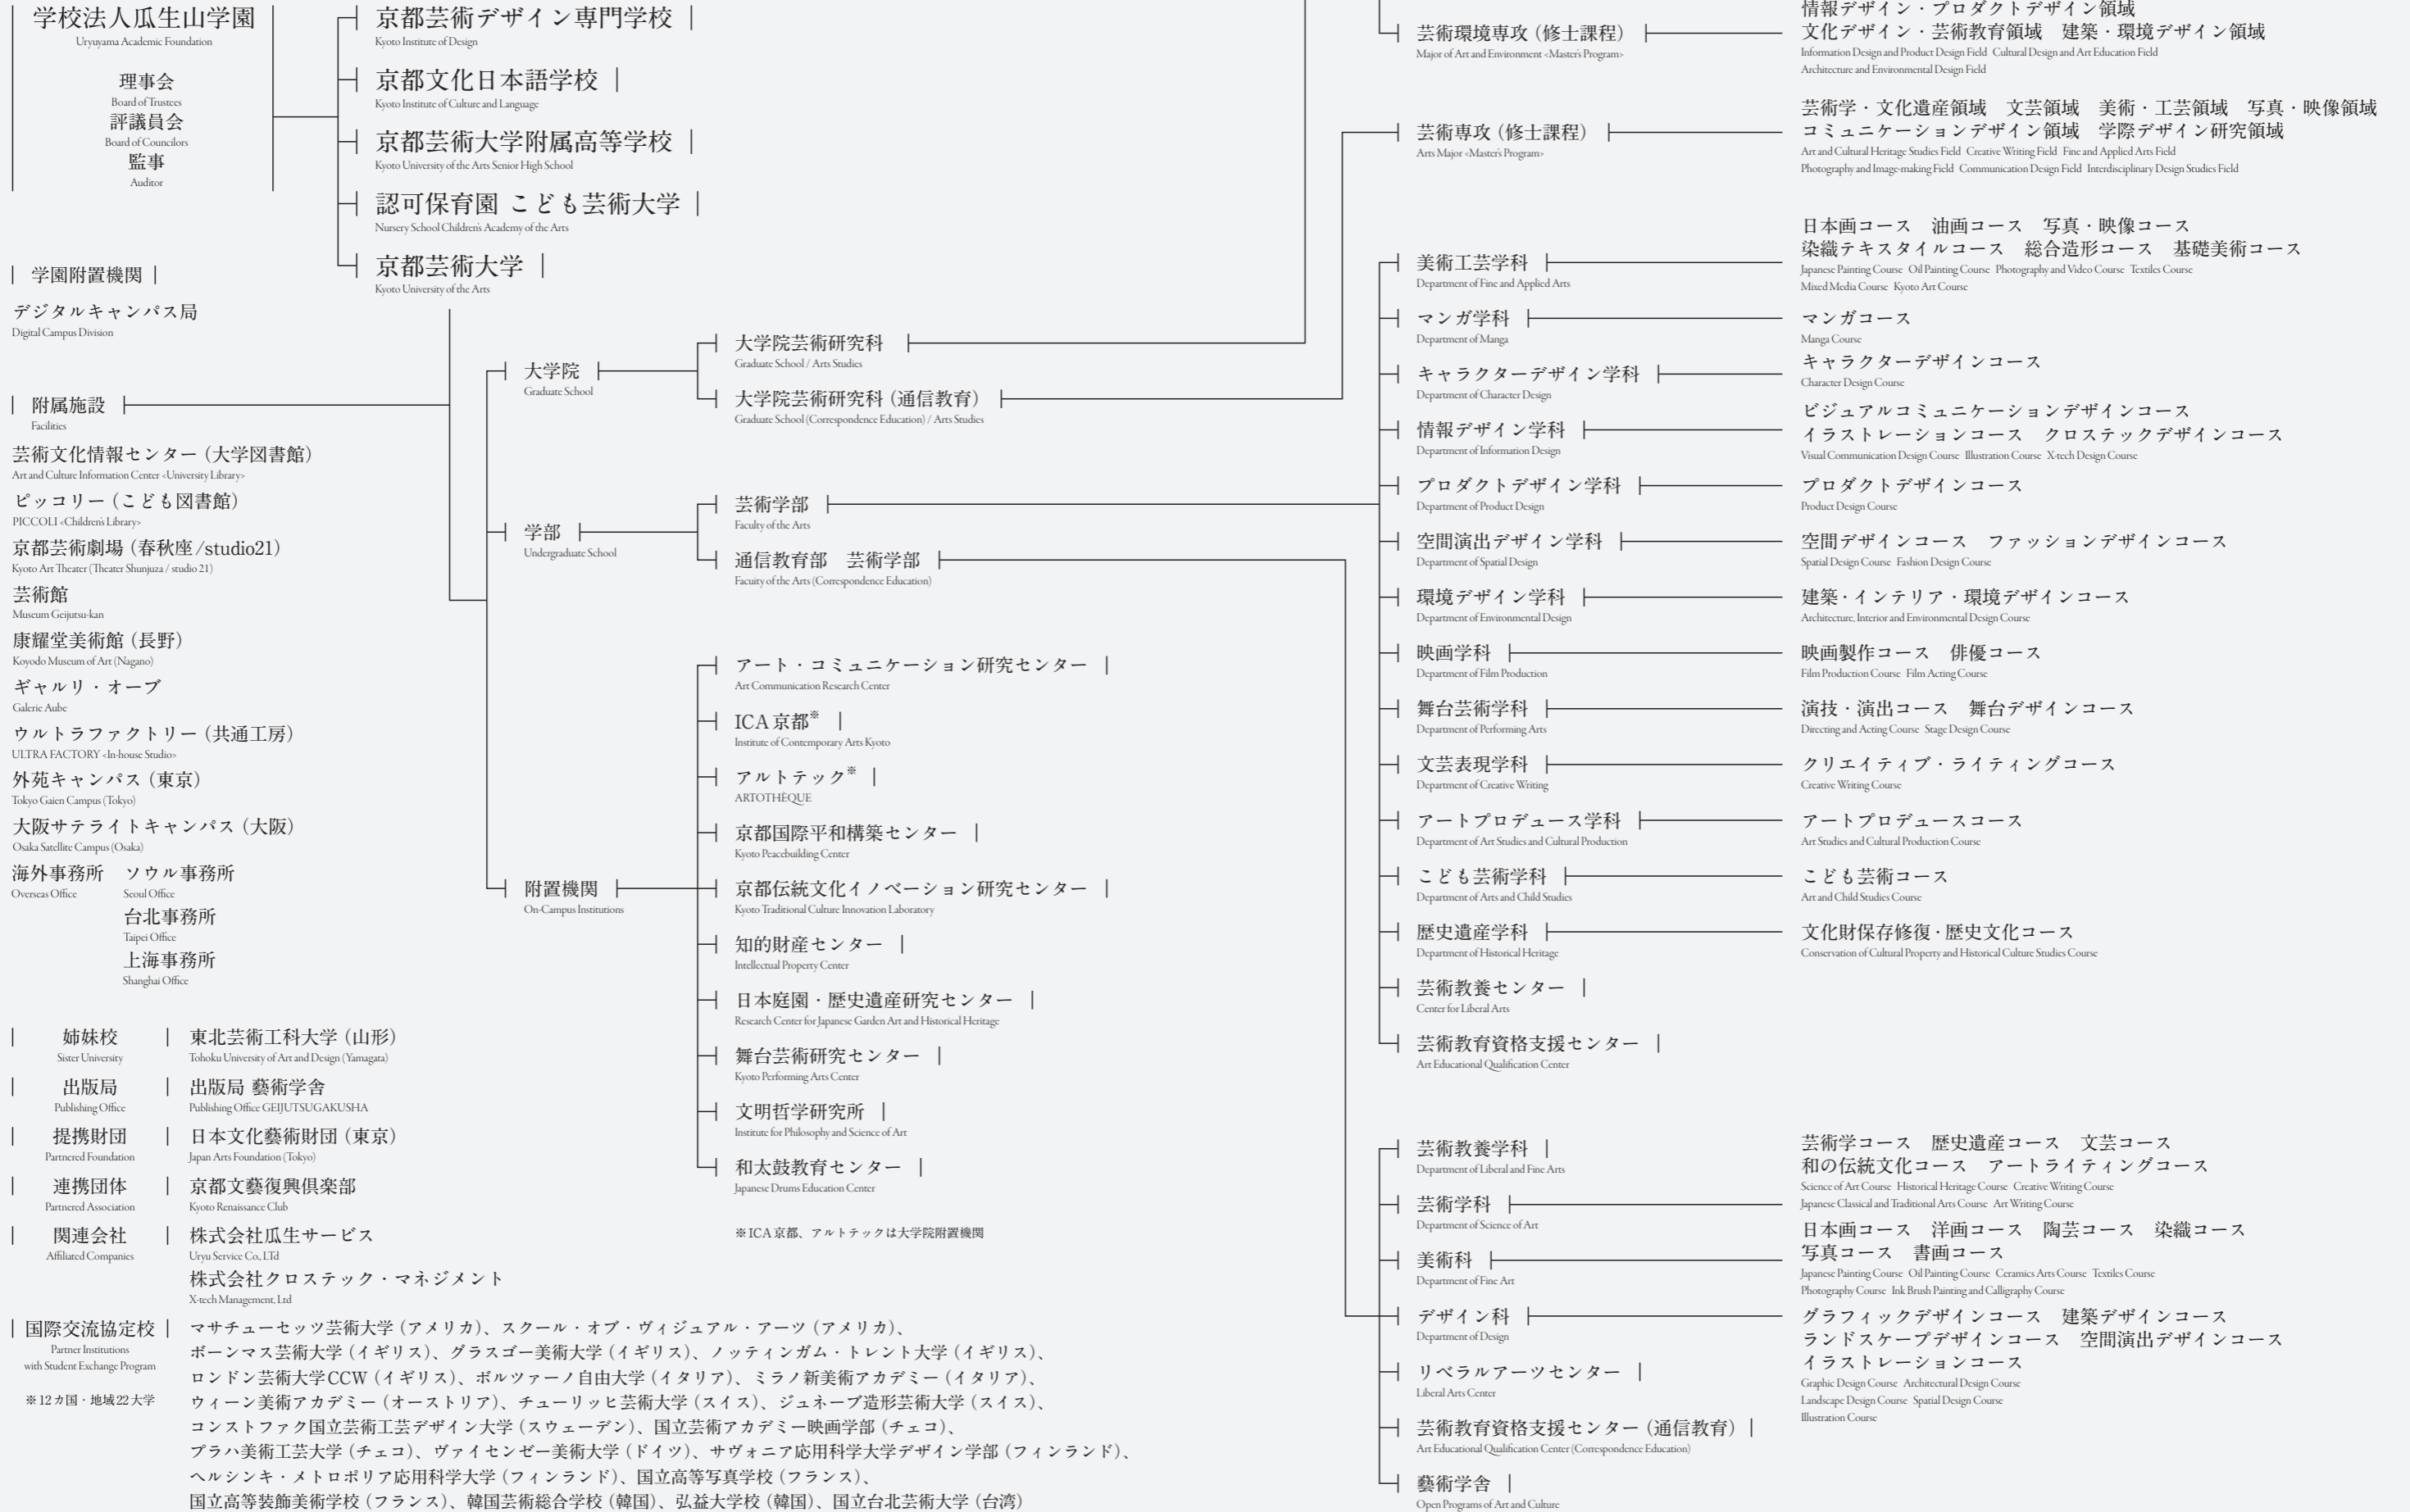 学校法人瓜生山学園
Uryuyama Academic Foundation
理事会
Board of Trustees
評議員会
Board of Councilors
監事
Auditor
京都芸術デザイン専門学校
Kyoto Institute of Design
京都文化日本語学校
Kyoto Institute of Culture and Language
京都芸術大学附属高等学校
Kyoto University of the Arts Senior High School
認可保育園 こども芸術大学
Nursery School Children's Academy of the Arts
京都芸術大学
Kyoto University of the Arts
学園附置機関
デジタルキャンパス局
Digital Campus Division
附属施設
Facilities
芸術文化情報センター（大学図書館）
Art and Culture Information Center <University Library>
ピッコリー（こども図書館）
PICCOLI <Children's Library>
京都芸術劇場（春秋座/studio21）
Kyoto Art Theater (Theater Shunjuza / studio 21)
芸術館
Museum Geijutsu-kan
康耀堂美術館（長野）
Koyodo Museum of Art (Nagano)
ギャルリ・オーブ
Galerie Aube
ウルトラファクトリー（共通工房）
ULTRA FACTORY <In-house Studio>
外苑キャンパス（東京）
Tokyo Gaien Campus (Tokyo)
大阪サテライトキャンパス（大阪）
Osaka Satellite Campus (Osaka)
海外事務所　ソウル事務所
Overseas Office　Seoul Office
台北事務所
Taipei Office
上海事務所
Shanghai Office
姉妹校　東北芸術工科大学（山形）
Sister University　Tohoku University of Art and Design (Yamagata)
出版局　出版局 藝術学舎
Publishing Office　Publishing Office GEIJUTSUGAKUSHA
提携財団　日本文化藝術財団（東京）
Partnered Foundation　Japan Arts Foundation (Tokyo)
連携団体　京都文藝復興倶楽部
Partnered Association　Kyoto Renaissance Club
関連会社　株式会社瓜生サービス
Affiliated Companies　Uryu Service Co., LTd
株式会社クロステック・マネジメント
X-tech Management, Ltd
国際交流協定校
Partner Institutions
with Student Exchange Program
※12カ国・地域22大学
マサチューセッツ芸術大学（アメリカ）、スクール・オブ・ヴィジュアル・アーツ（アメリカ）、
ボーンマス芸術大学（イギリス）、グラスゴー美術大学（イギリス）、ノッティンガム・トレント大学（イギリス）、
ロンドン芸術大学CCW（イギリス）、ボルツァーノ自由大学（イタリア）、ミラノ新美術アカデミー（イタリア）、
ウィーン美術アカデミー（オーストリア）、チューリッヒ芸術大学（スイス）、ジュネーブ造形芸術大学（スイス）、
コンストファク国立芸術工芸デザイン大学（スウェーデン）、国立芸術アカデミー映画学部（チェコ）、
プラハ美術工芸大学（チェコ）、ヴァイセンゼー美術大学（ドイツ）、サヴォニア応用科学大学デザイン学部（フィンランド）、
ヘルシンキ・メトロポリア応用科学大学（フィンランド）、国立高等写真学校（フランス）、
国立高等装飾美術学校（フランス）、韓国芸術総合学校（韓国）、弘益大学校（韓国）、国立台北芸術大学（台湾）
大学院
Graduate School
大学院芸術研究科
Graduate School / Arts Studies
大学院芸術研究科（通信教育）
Graduate School (Correspondence Education) / Arts Studies
学部
Undergraduate School
芸術学部
Faculty of the Arts
通信教育部　芸術学部
Facuity of the Arts (Correspondence Education)
附置機関
On-Campus Institutions
アート・コミュニケーション研究センター
Art Communication Research Center
ICA京都※
Institute of Contemporary Arts Kyoto
アルトテック※
ARTOTHÈQUE
京都国際平和構築センター
Kyoto Peacebuilding Center
京都伝統文化イノベーション研究センター
Kyoto Traditional Culture Innovation Laboratory
知的財産センター
Intellectual Property Center
日本庭園・歴史遺産研究センター
Research Center for Japanese Garden Art and Historical Heritage
舞台芸術研究センター
Kyoto Performing Arts Center
文明哲学研究所
Institute for Philosophy and Science of Art
和太鼓教育センター
Japanese Drums Education Center
※ICA京都、アルトテックは大学院附置機関
芸術環境専攻（修士課程）
Major of Art and Environment <Master's Program>
情報デザイン・プロダクトデザイン領域
文化デザイン・芸術教育領域　建築・環境デザイン領域
Information Design and Product Design Field　Cultural Design and Art Education Field
Architecture and Environmental Design Field
芸術専攻（修士課程）
Arts Major <Master's Program>
芸術学・文化遺産領域　文芸領域　美術・工芸領域　写真・映像領域
コミュニケーションデザイン領域　学際デザイン研究領域
Art and Cultural Heritage Studies Field　Creative Writing Field　Fine and Applied Arts Field
Photography and Image-making Field　Communication Design Field　Interdisciplinary Design Studies Field
美術工芸学科
Department of Fine and Applied Arts
日本画コース　油画コース　写真・映像コース
染織テキスタイルコース　総合造形コース　基礎美術コース
Japanese Painting Course　Oil Painting Course　Photography and Video Course　Textiles Course
Mixed Media Course　Kyoto Art Course
マンガ学科
Department of Manga
マンガコース
Manga Course
キャラクターデザイン学科
Department of Character Design
キャラクターデザインコース
Character Design Course
情報デザイン学科
Department of Information Design
ビジュアルコミュニケーションデザインコース
イラストレーションコース　クロステックデザインコース
Visual Communication Design Course　Illustration Course　X-tech Design Course
プロダクトデザイン学科
Department of Product Design
プロダクトデザインコース
Product Design Course
空間演出デザイン学科
Department of Spatial Design
空間デザインコース　ファッションデザインコース
Spatial Design Course　Fashion Design Course
環境デザイン学科
Department of Environmental Design
建築・インテリア・環境デザインコース
Architecture, Interior and Environmental Design Course
映画学科
Department of Film Production
映画製作コース　俳優コース
Film Production Course　Film Acting Course
舞台芸術学科
Department of Performing Arts
演技・演出コース　舞台デザインコース
Directing and Acting Course　Stage Design Course
文芸表現学科
Department of Creative Writing
クリエイティブ・ライティングコース
Creative Writing Course
アートプロデュース学科
Department of Art Studies and Cultural Production
アートプロデュースコース
Art Studies and Cultural Production Course
こども芸術学科
Department of Arts and Child Studies
こども芸術コース
Art and Child Studies Course
歴史遺産学科
Department of Historical Heritage
文化財保存修復・歴史文化コース
Conservation of Cultural Property and Historical Culture Studies Course
芸術教養センター
Center for Liberal Arts
芸術教育資格支援センター
Art Educational Qualification Center
芸術教養学科
Department of Liberal and Fine Arts
芸術学科
Department of Science of Art
芸術学コース　歴史遺産コース　文芸コース
和の伝統文化コース　アートライティングコース
Science of Art Course　Historical Heritage Course　Creative Writing Course
Japanese Classical and Traditional Arts Course　Art Writing Course
美術科
Department of Fine Art
日本画コース　洋画コース　陶芸コース　染織コース
写真コース　書画コース
Japanese Painting Course　Oil Painting Course　Ceramics Arts Course　Textiles Course
Photography Course　Ink Brush Painting and Calligraphy Course
デザイン科
Department of Design
グラフィックデザインコース　建築デザインコース
ランドスケープデザインコース　空間演出デザインコース
イラストレーションコース
Graphic Design Course　Architectural Design Course
Landscape Design Course　Spatial Design Course
Illustration Course
リベラルアーツセンター
Liberal Arts Center
芸術教育資格支援センター（通信教育）
Art Educational Qualification Center (Correspondence Education)
藝術学舎
Open Programs of Art and Culture